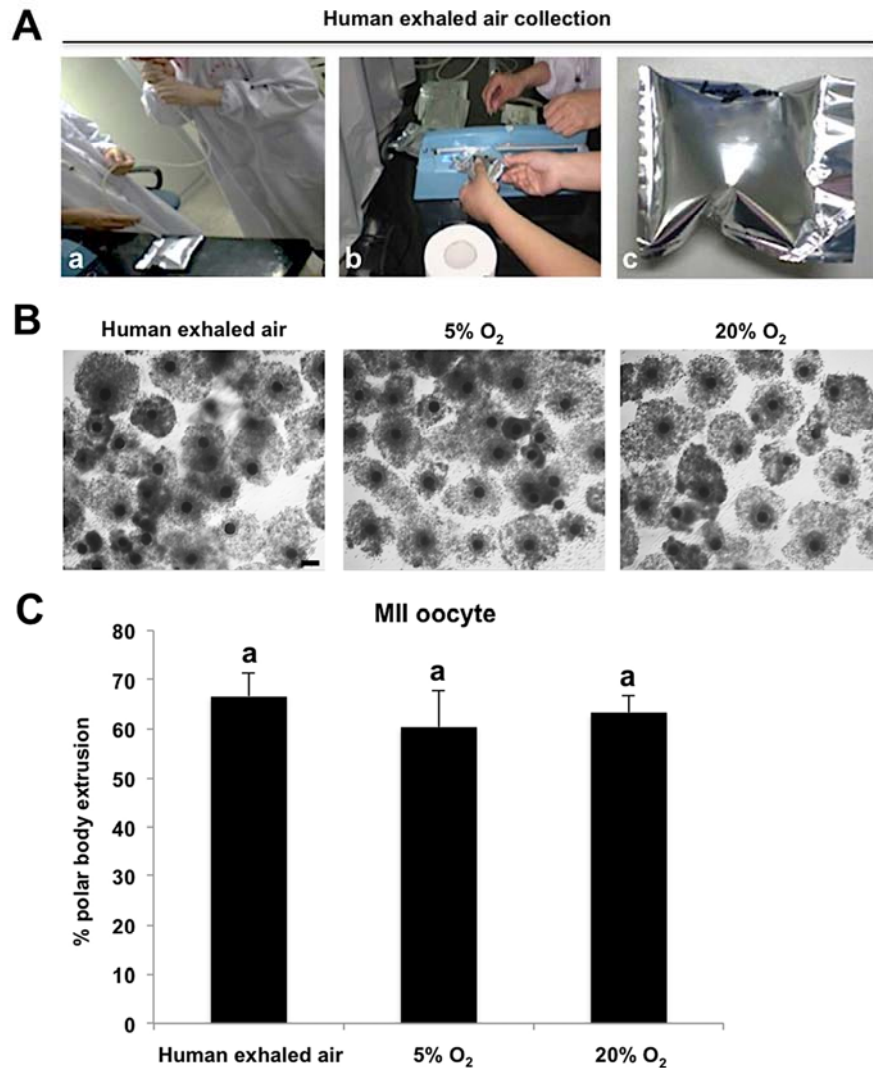 A
Human exhaled air collection
a
b
c
B
Human exhaled air
5% O₂
20% O₂
C
MII oocyte
% polar body extrusion
80
70
60
50
40
30
20
10
0
a
a
a
Human exhaled air
5% O₂
20% O₂